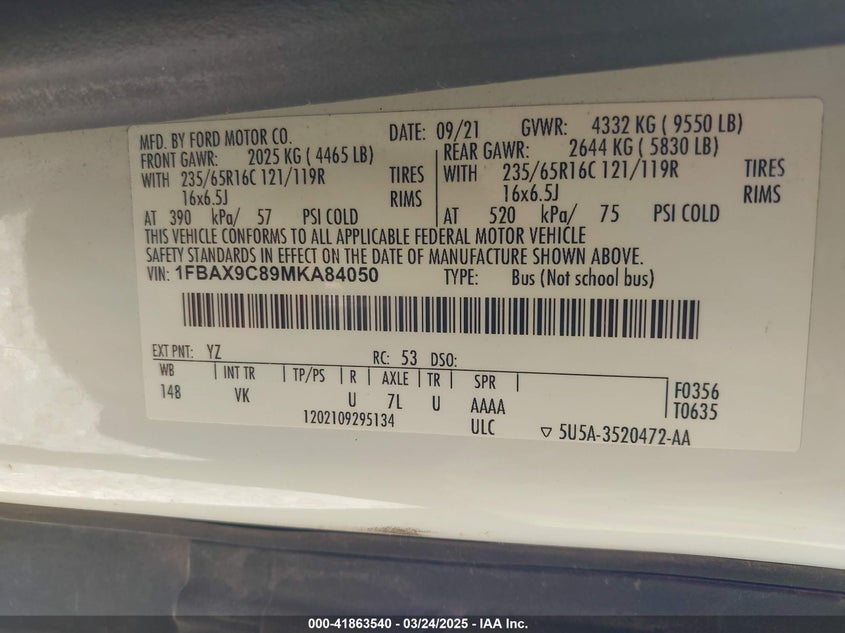 MFD. BY FORD MOTOR CO. DATE: 09/21 GVWR: 4332 KG ( 9550 LB)
FRONT GAWR: 2025 KG ( 4465 LB) REAR GAWR: 2644 KG ( 5830 LB)
WITH 235/65R16C 121/119R TIRES WITH 235/65R16C 121/119R TIRES
16x6.5J RIMS 16x6.5J RIMS
AT 390 kPa/ 57 PSI COLD AT 520 kPa/ 75 PSI COLD
THIS VEHICLE CONFORMS TO ALL APPLICABLE FEDERAL MOTOR VEHICLE
SAFETY STANDARDS IN EFFECT ON THE DATE OF MANUFACTURE SHOWN ABOVE.
VIN: 1FBAX9C89MKA84050 TYPE: Bus (Not school bus)
EXT PNT: YZ RC: 53 DSO:
WB INT TR TP/PS R AXLE TR SPR
148 VK U 7L U AAAA F0356
1202109295134 ULC T0635
▽ 5U5A-3520472-AA
000-41863540 - 03/24/2025 - IAA Inc.